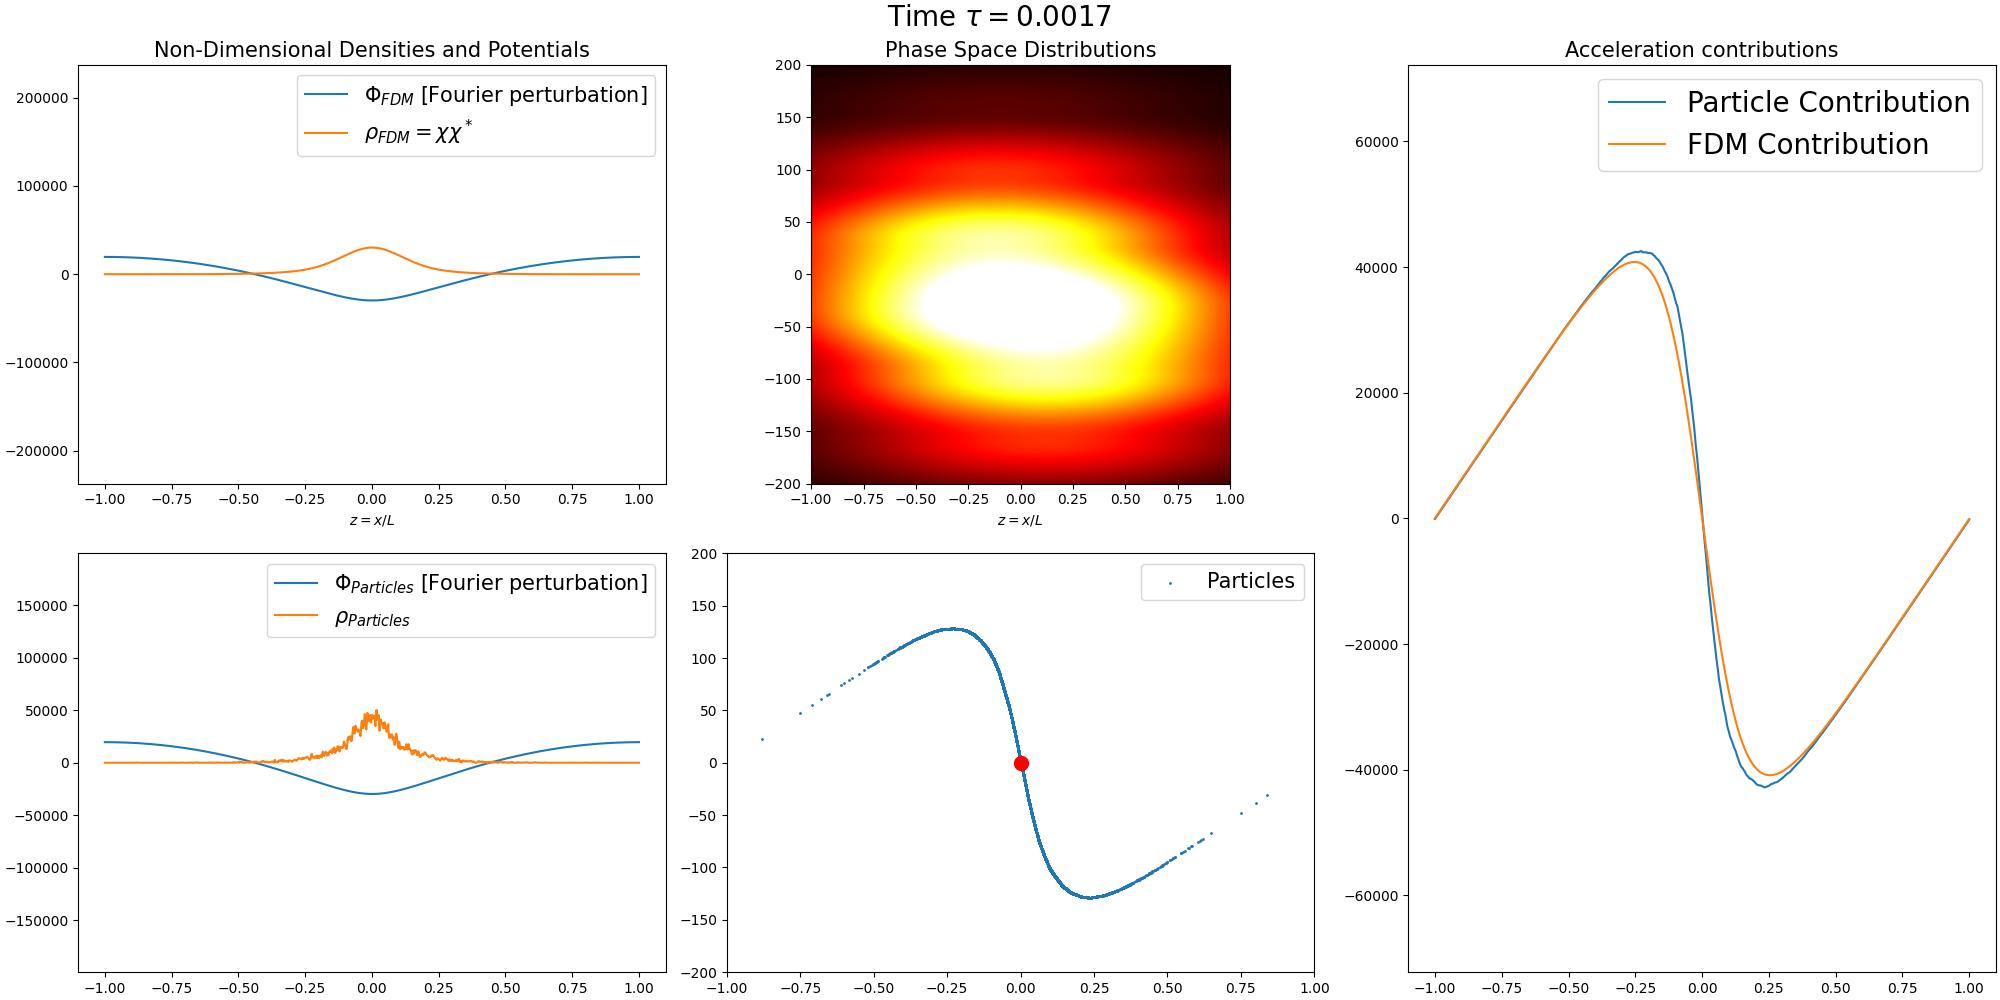 Time τ = 0.0017
Non-Dimensional Densities and Potentials
Φ_FDM [Fourier perturbation]
ρ_FDM = χχ*
200000
100000
0
−100000
−200000
−1.00 −0.75 −0.50 −0.25 0.00 0.25 0.50 0.75 1.00
z = x/L
Phase Space Distributions
200
150
100
50
0
−50
−100
−150
−200
−1.00 −0.75 −0.50 −0.25 0.00 0.25 0.50 0.75 1.00
z = x/L
Acceleration contributions
Particle Contribution
FDM Contribution
60000
40000
20000
0
−20000
−40000
−60000
−1.00 −0.75 −0.50 −0.25 0.00 0.25 0.50 0.75 1.00
Φ_Particles [Fourier perturbation]
ρ_Particles
150000
100000
50000
0
−50000
−100000
−150000
−1.00 −0.75 −0.50 −0.25 0.00 0.25 0.50 0.75 1.00
Particles
200
150
100
50
0
−50
−100
−150
−200
−1.00 −0.75 −0.50 −0.25 0.00 0.25 0.50 0.75 1.00